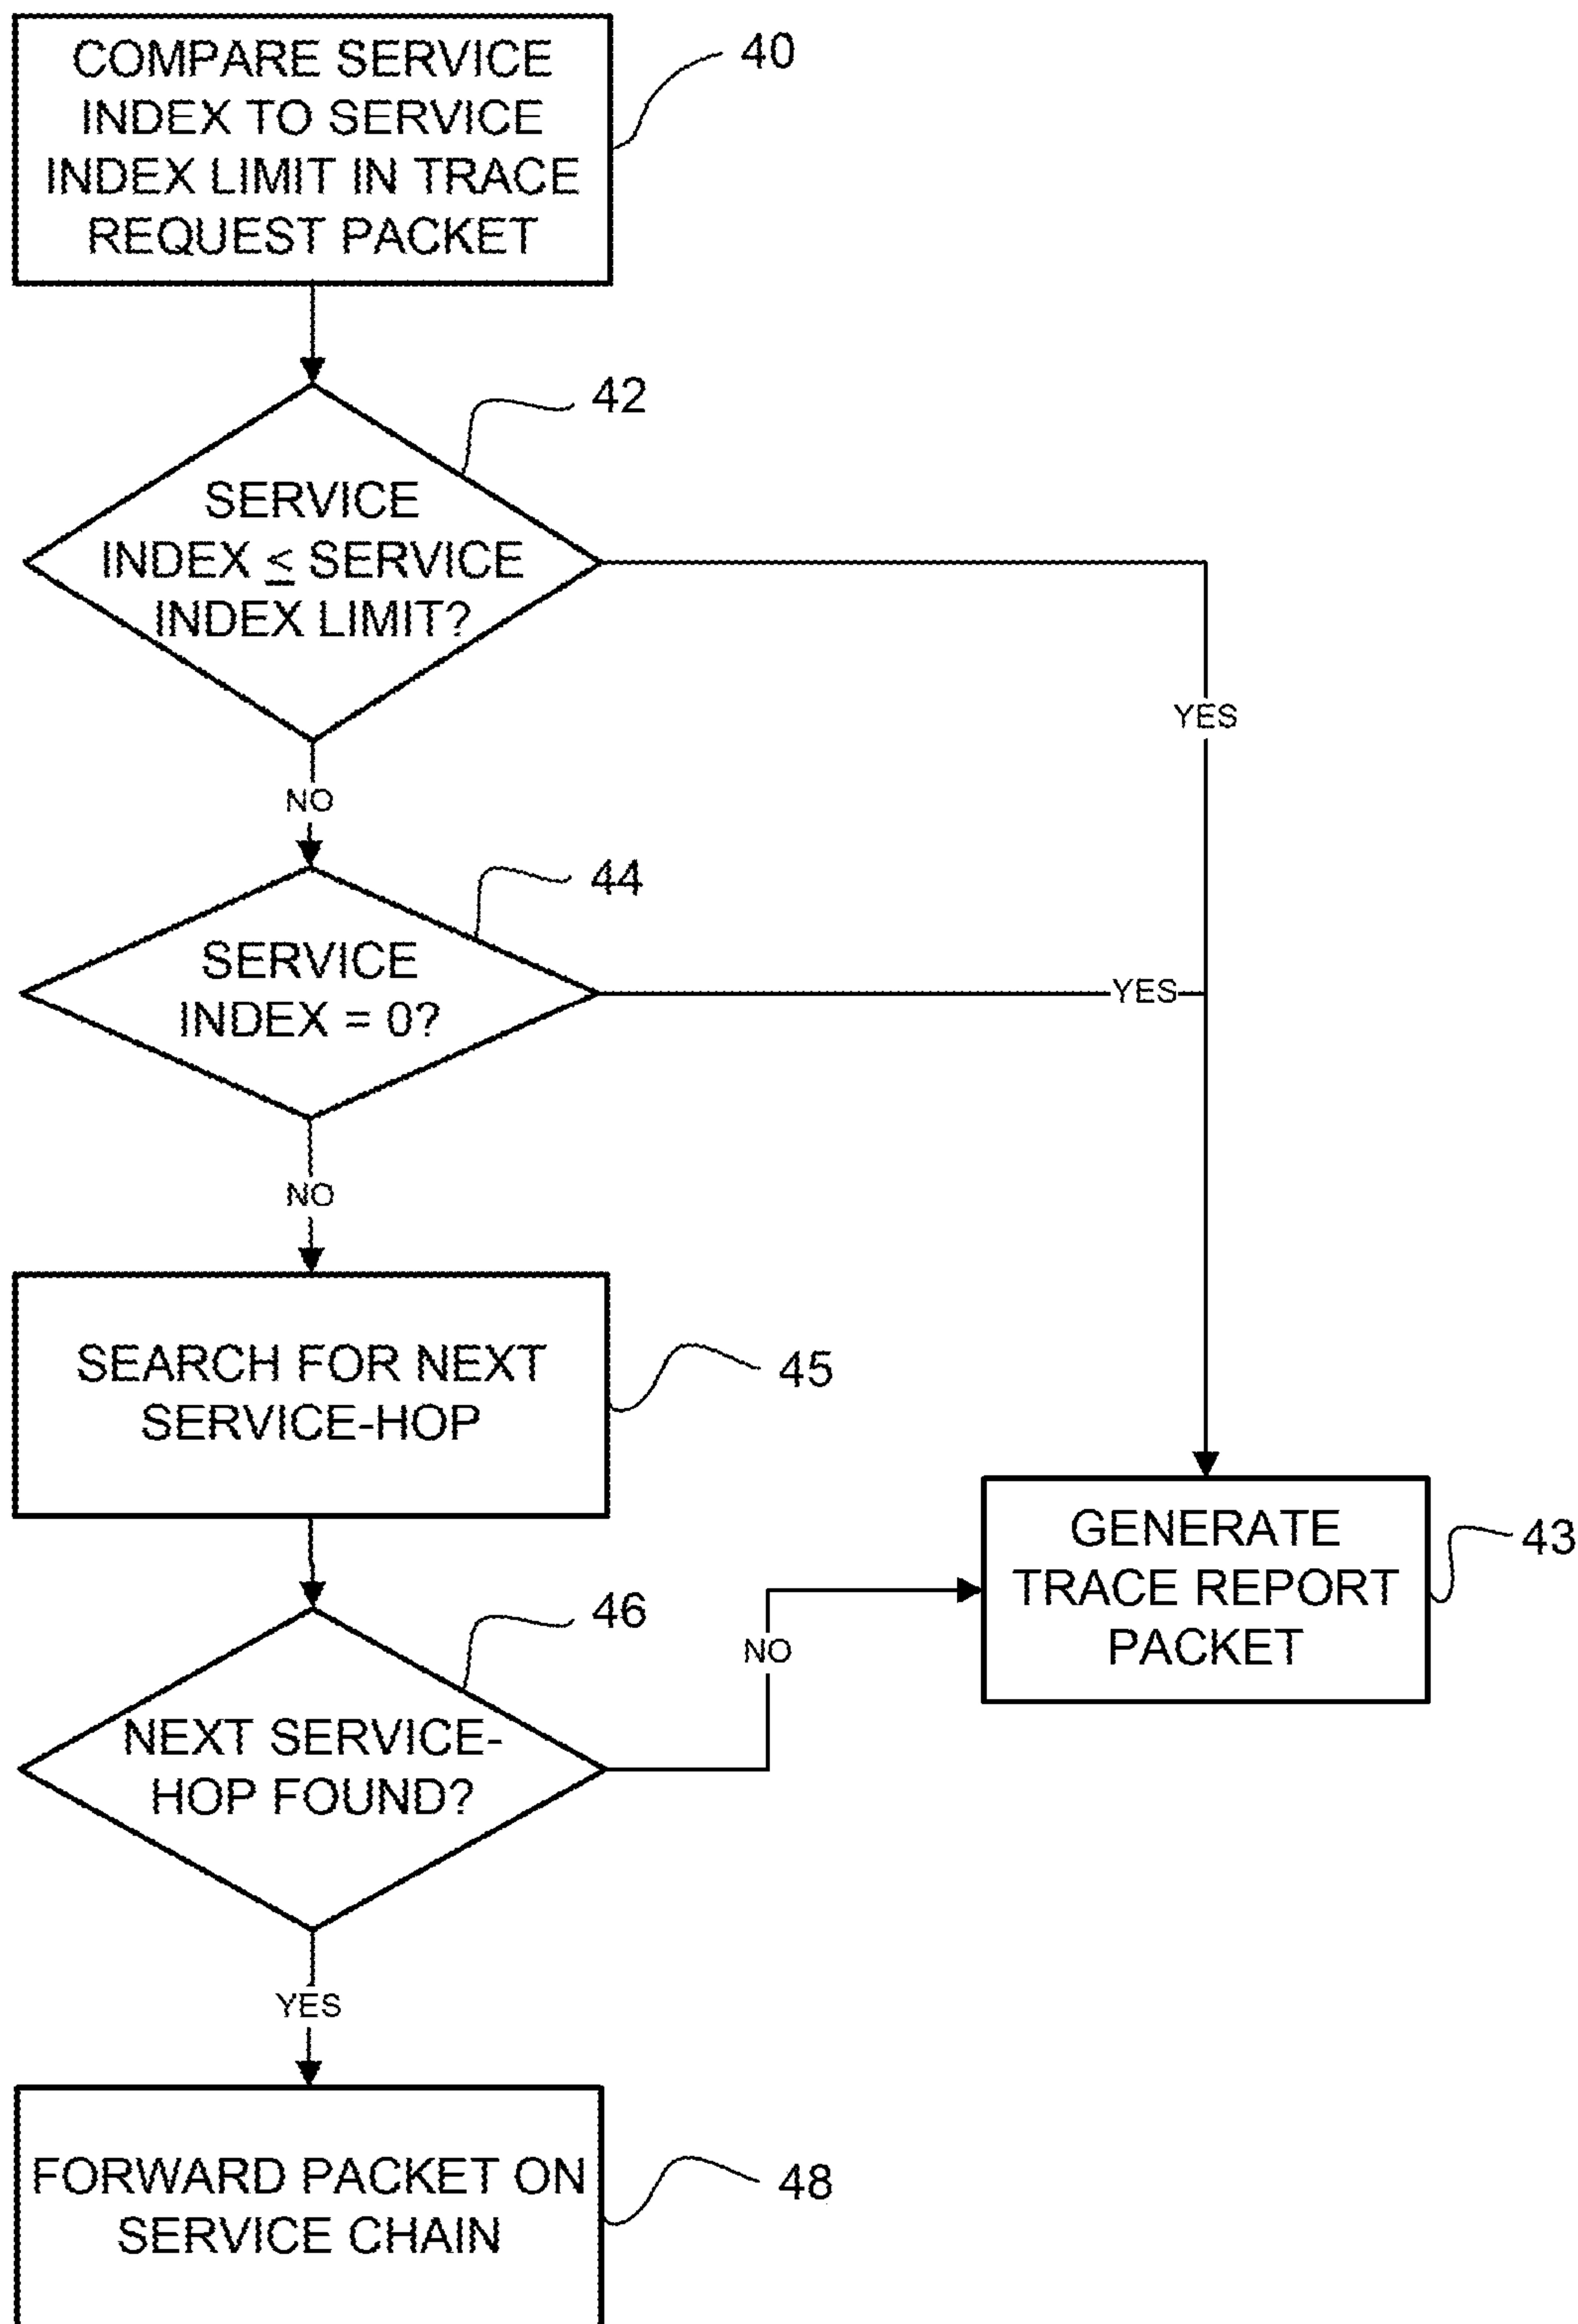 COMPARE SERVICE
INDEX TO SERVICE
INDEX LIMIT IN TRACE
REQUEST PACKET
40
42
SERVICE
INDEX ≤ SERVICE
INDEX LIMIT?
YES
NO
44
SERVICE
INDEX = 0?
YES
NO
SEARCH FOR NEXT
SERVICE-HOP
45
GENERATE
TRACE REPORT
PACKET
43
46
NO
NEXT SERVICE-
HOP FOUND?
YES
FORWARD PACKET ON
SERVICE CHAIN
48